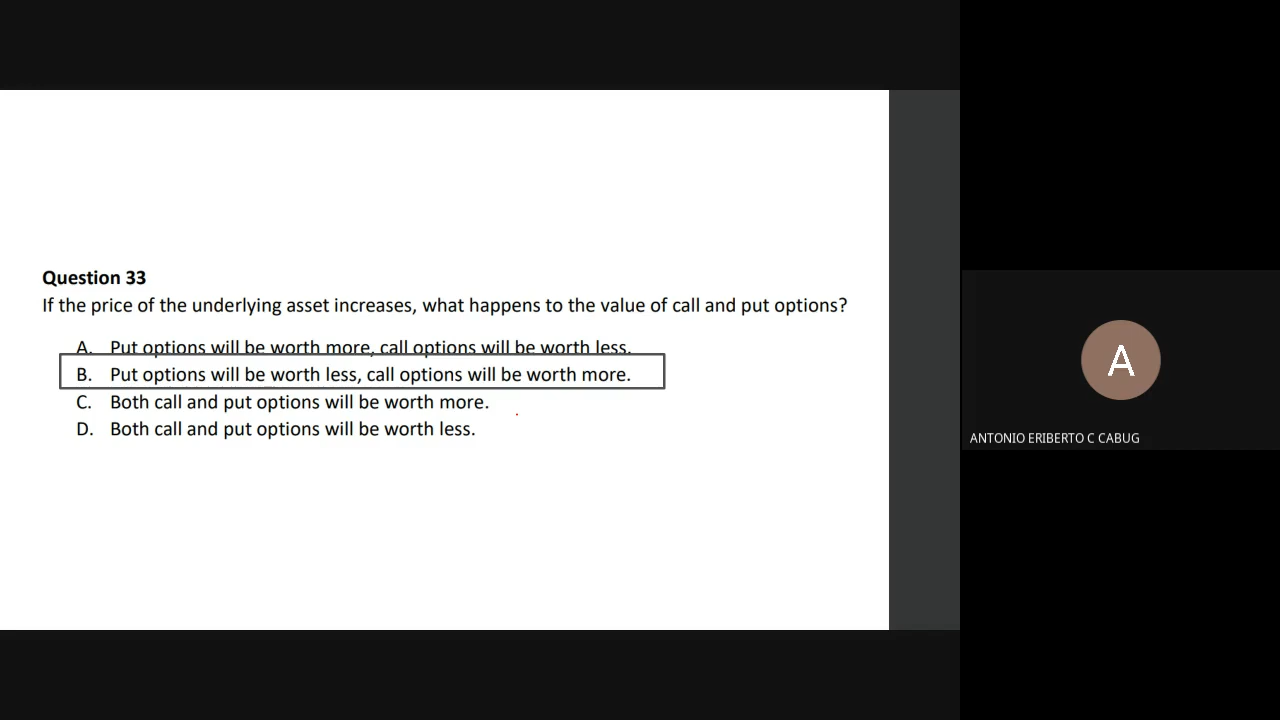 Question 33
If the price of the underlying asset increases, what happens to the value of call and put options?
A. Put options will be worth more, call options will be worth less.
B. Put options will be worth less, call options will be worth more.
C. Both call and put options will be worth more.
D. Both call and put options will be worth less.
A
ANTONIO ERIBERTO C CABUG